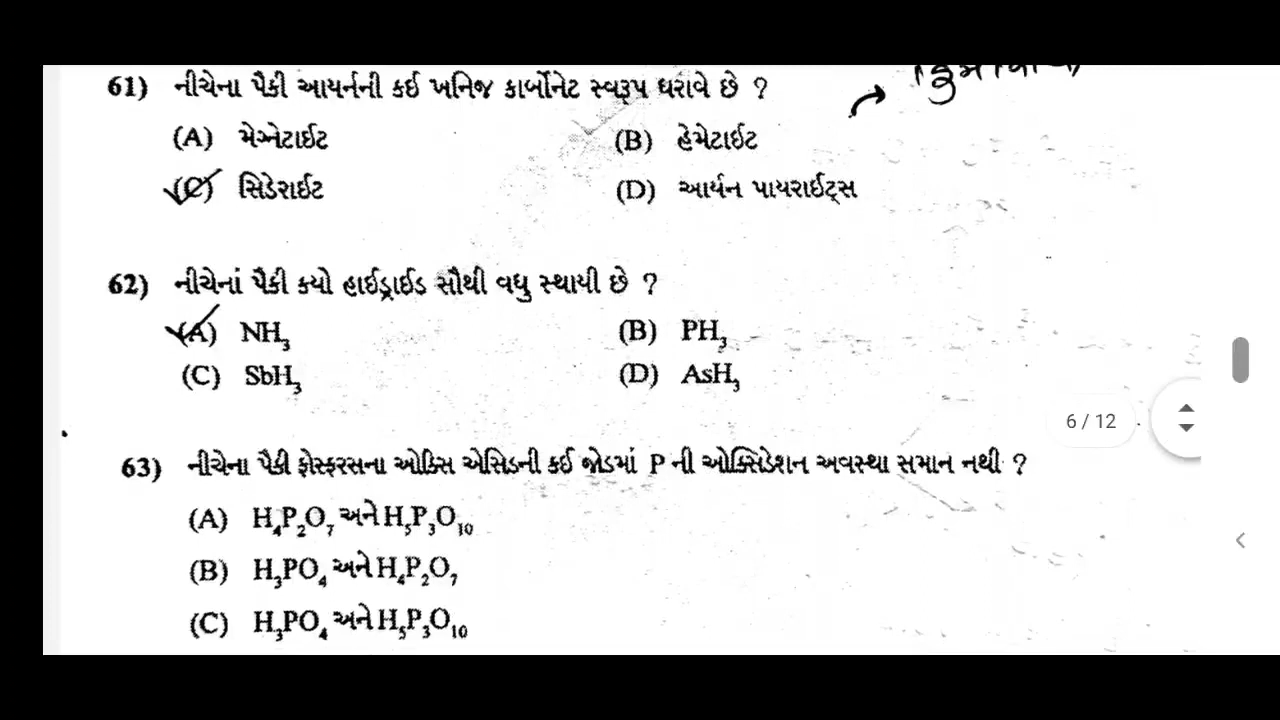 61) નીચેના પૈકી આયર્નની કઈ ખનિજ કાર્બોનેટ સ્વરૂપ ધરાવે છે ?
(A) મેગ્નેટાઈટ (B) હેમેટાઈટ
(C) સિડેરાઈટ (D) આર્યન પાયરાઈટ્સ
62) નીચેનાં પૈકી ક્યો હાઈડ્રાઈડ સૌથી વધુ સ્થાયી છે ?
(A) NH₃ (B) PH₃
(C) SbH₃ (D) AsH₃
6 / 12
63) નીચેના પૈકી ફોસ્ફરસના ઓક્સિ એસિડની કઈ જોડમાં P ની ઓક્સિડેશન અવસ્થા સમાન નથી ?
(A) H₄P₂O₇ અને H₅P₃O₁₀
(B) H₃PO₄ અને H₄P₂O₇
(C) H₃PO₄ અને H₅P₃O₁₀